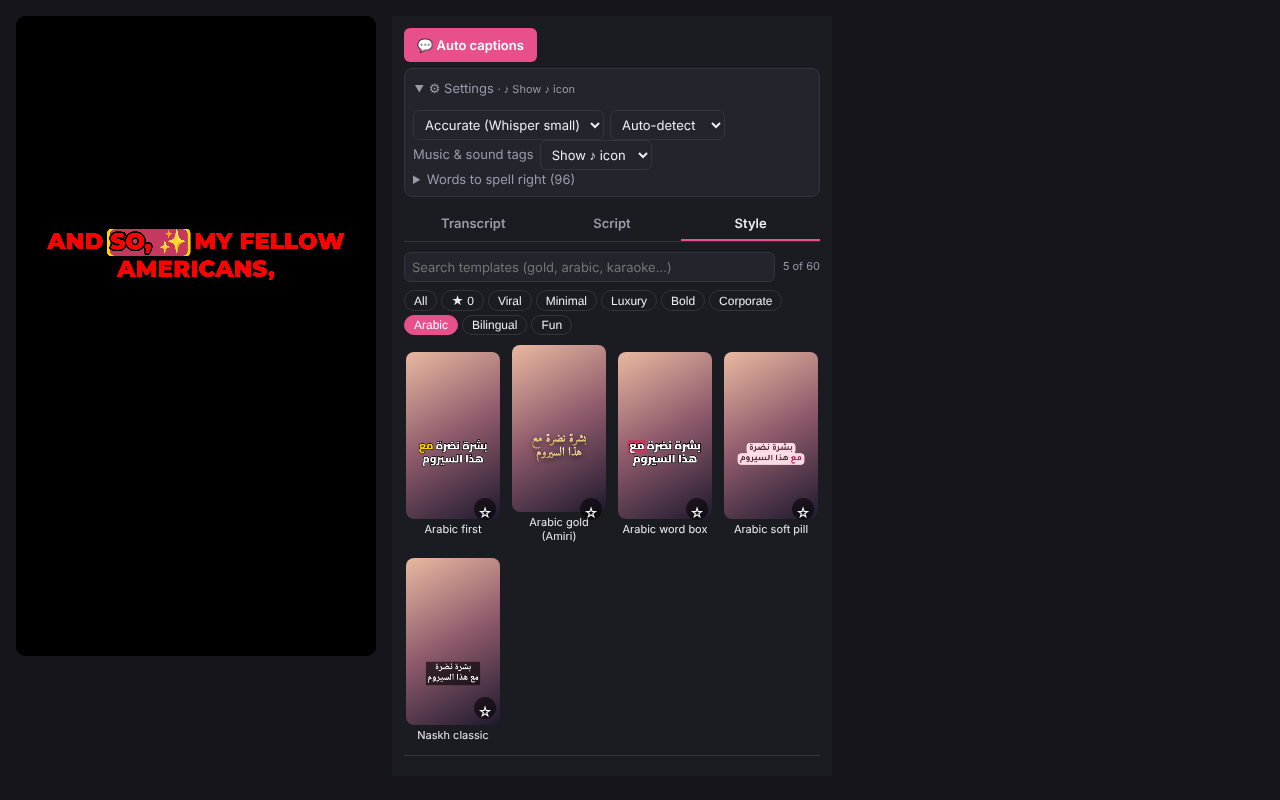 AND SO, ✨ MY FELLOW
AMERICANS,
💬 Auto captions
▼ ⚙ Settings · ♪ Show ♪ icon
Accurate (Whisper small) Auto-detect
Music & sound tags Show ♪ icon
▶ Words to spell right (96)
Transcript Script Style
Search templates (gold, arabic, karaoke...) 5 of 60
All ★ 0 Viral Minimal Luxury Bold Corporate
Arabic Bilingual Fun
بشرة نضرة مع
هذا السيروم
Arabic first
بشرة نضرة مع
هذا السيروم
Arabic gold
(Amiri)
بشرة نضرة مع
هذا السيروم
Arabic word box
بشرة نضرة
مع هذا السيروم
Arabic soft pill
بشرة نضرة
مع هذا السيروم
Naskh classic